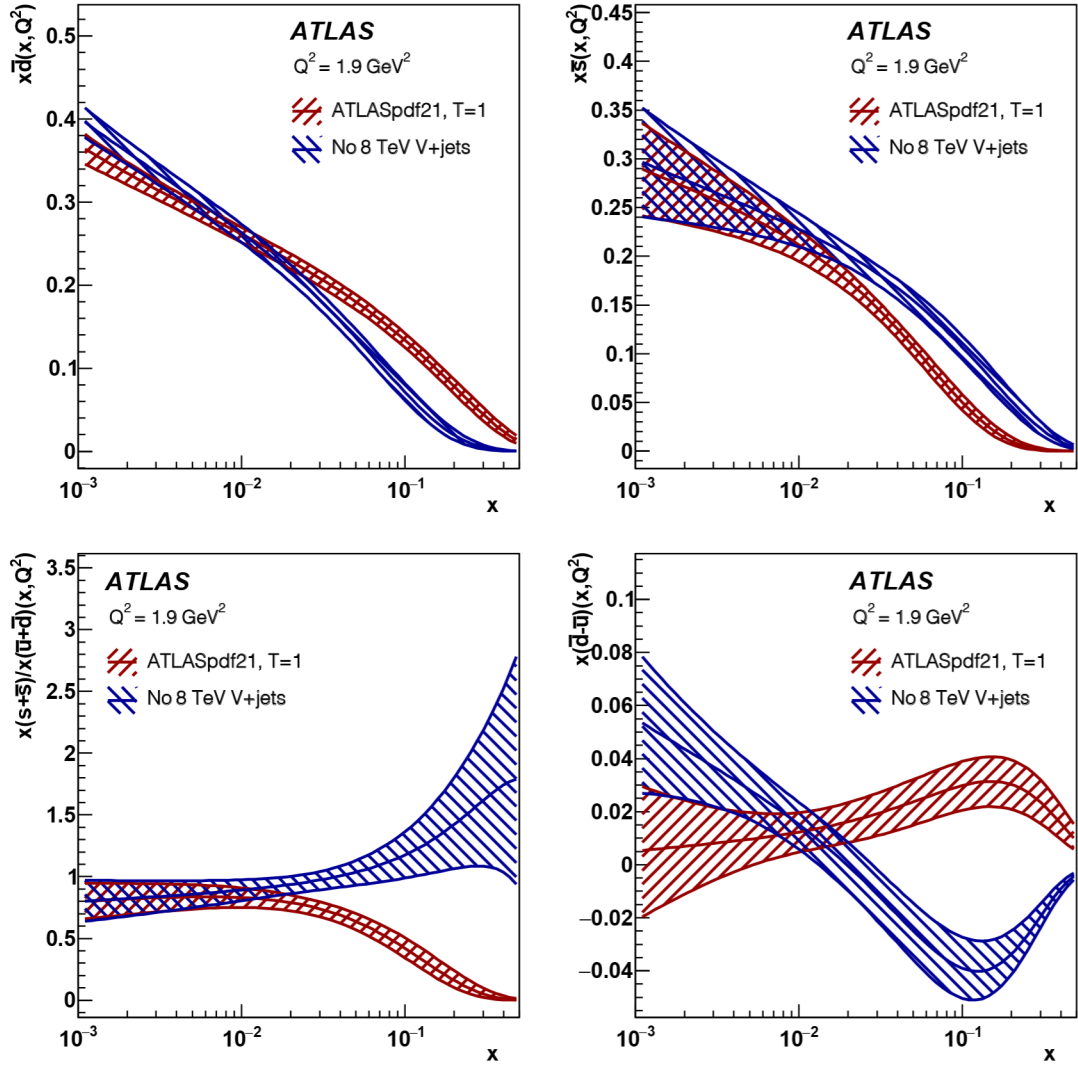 xd̅(x,Q²)
0.5
0.4
0.3
0.2
0.1
0
ATLAS
Q² = 1.9 GeV²
ATLASpdf21, T=1
No 8 TeV V+jets
10⁻³
10⁻²
10⁻¹
x
xs̅(x,Q²)
0.45
0.4
0.35
0.3
0.25
0.2
0.15
0.1
0.05
0
ATLAS
Q² = 1.9 GeV²
ATLASpdf21, T=1
No 8 TeV V+jets
10⁻³
10⁻²
10⁻¹
x
x(s+s̅)/x(u̅+d̅)(x,Q²)
3.5
3
2.5
2
1.5
1
0.5
0
ATLAS
Q² = 1.9 GeV²
ATLASpdf21, T=1
No 8 TeV V+jets
10⁻³
10⁻²
10⁻¹
x
x(d̅-u̅)(x,Q²)
0.1
0.08
0.06
0.04
0.02
0
−0.02
−0.04
ATLAS
Q² = 1.9 GeV²
ATLASpdf21, T=1
No 8 TeV V+jets
10⁻³
10⁻²
10⁻¹
x